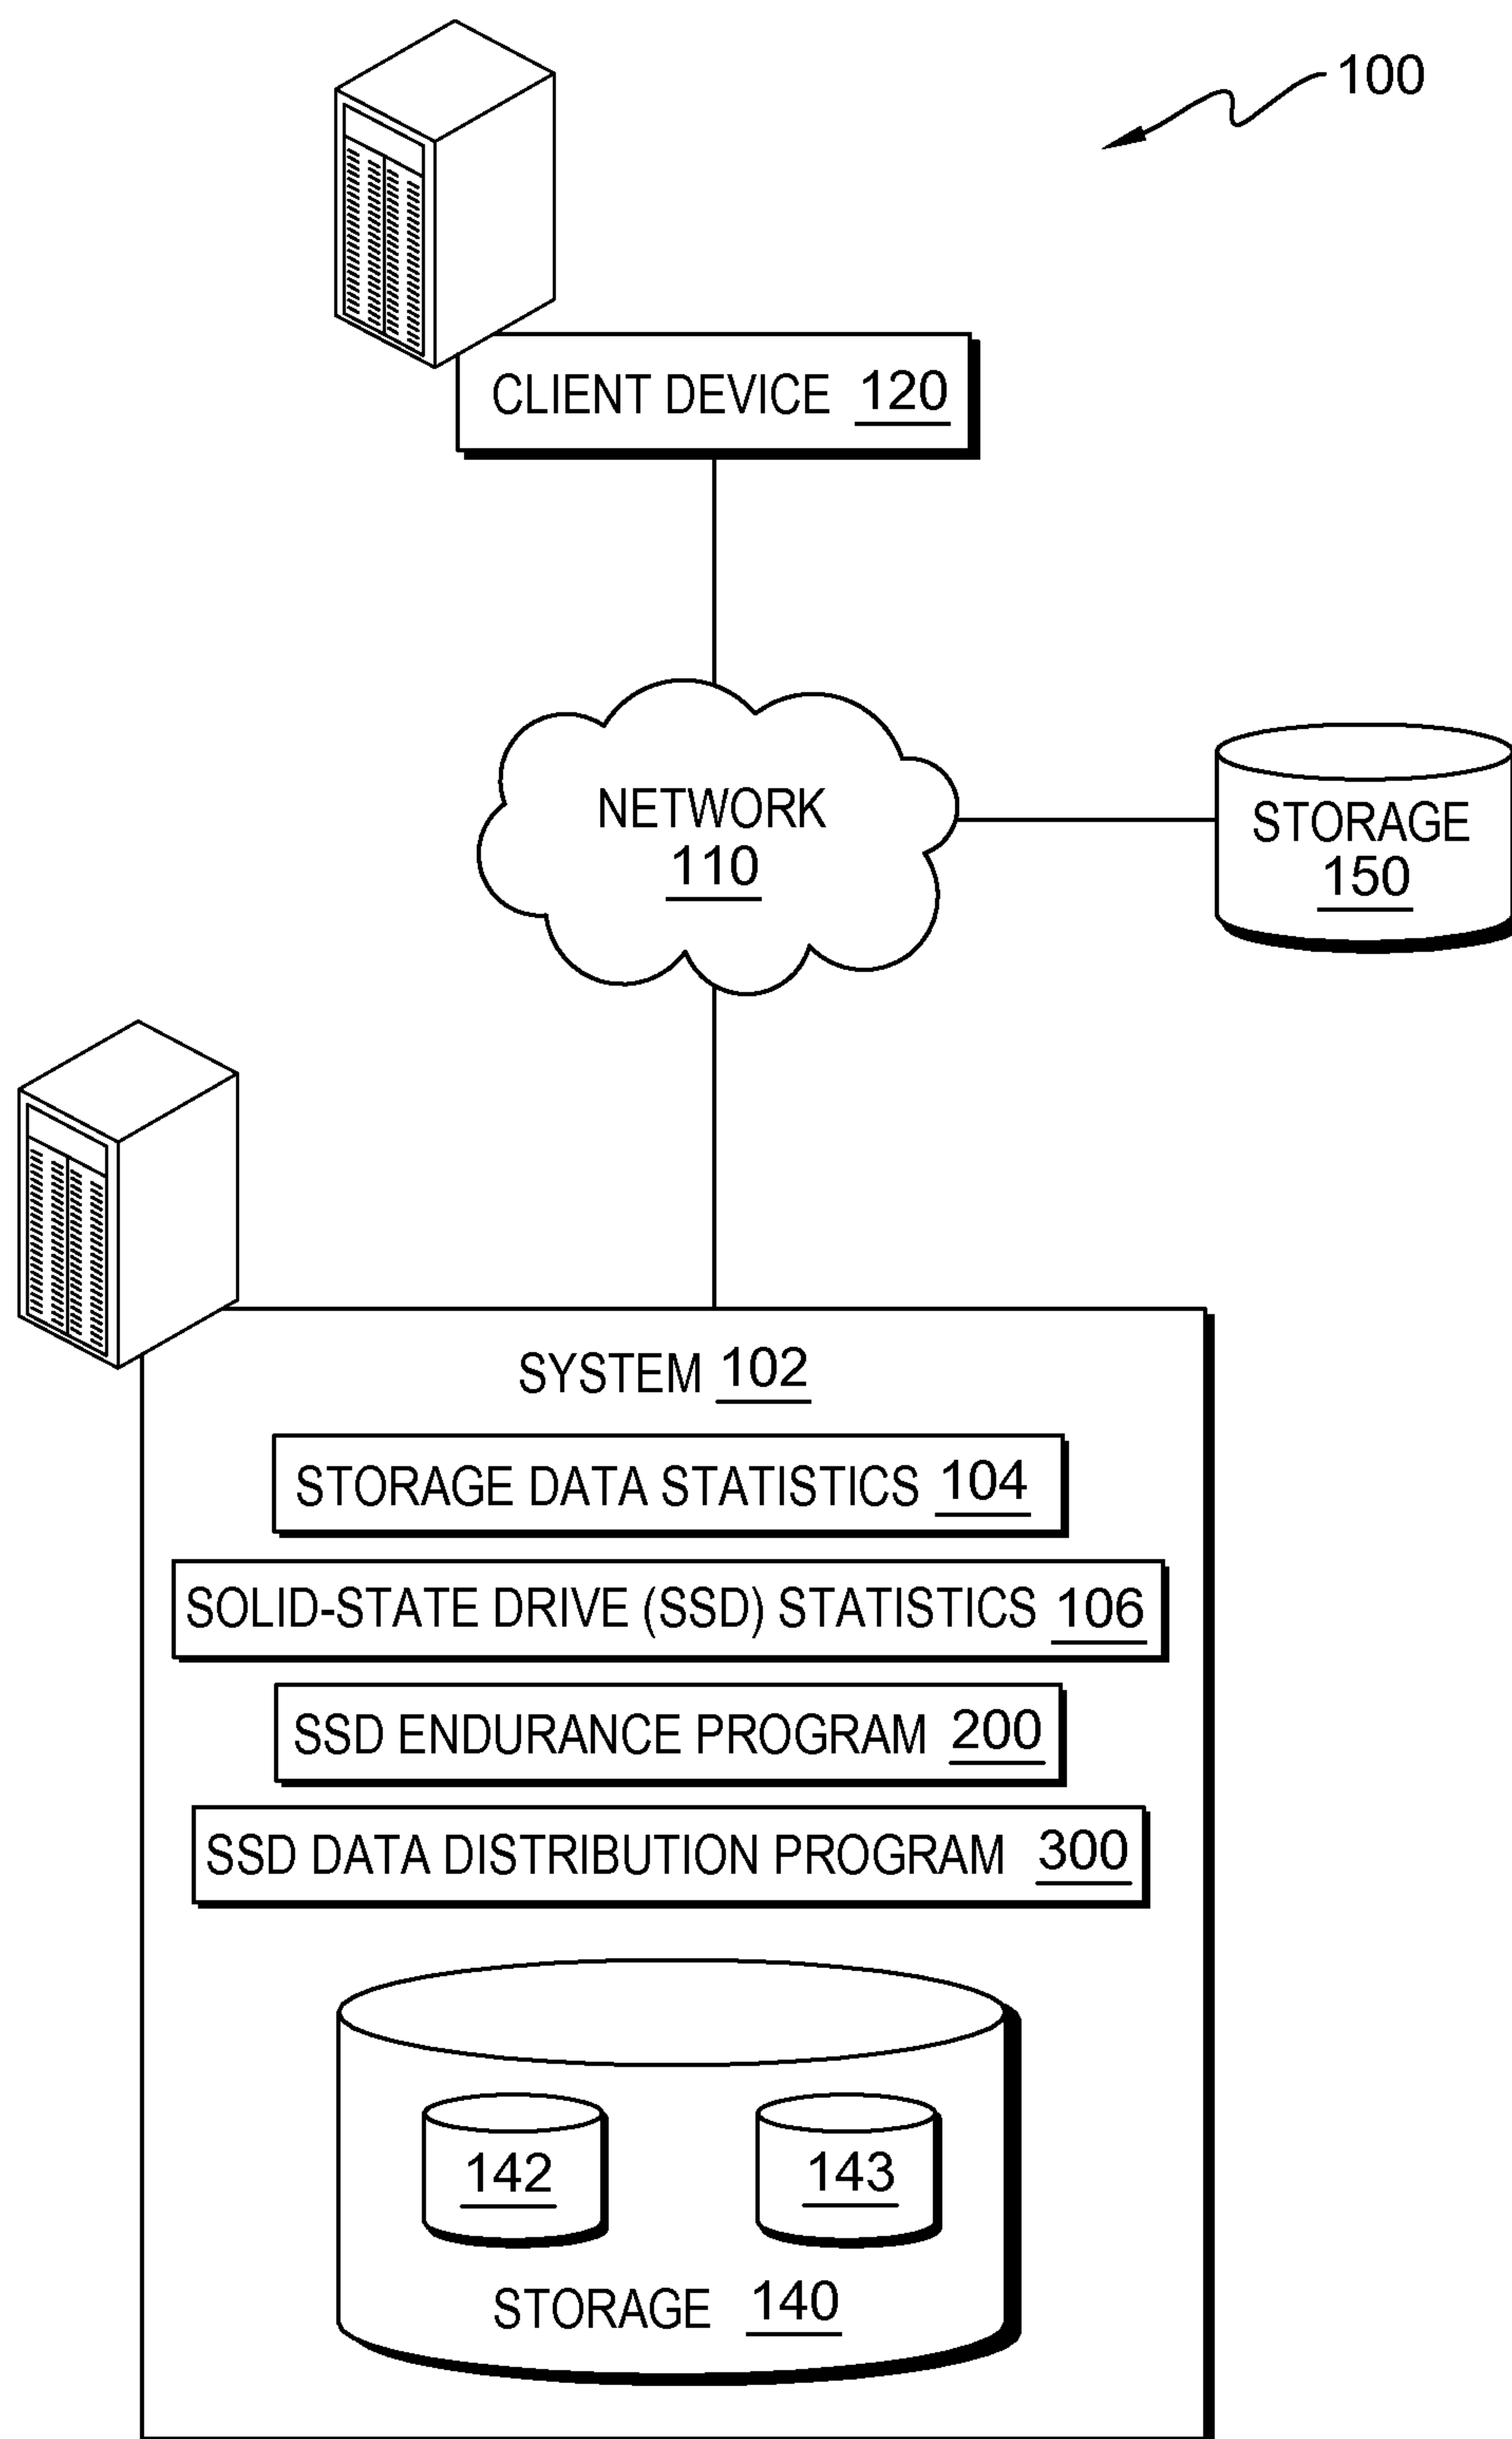 100
CLIENT DEVICE 120
NETWORK
110
STORAGE
150
SYSTEM 102
STORAGE DATA STATISTICS 104
SOLID-STATE DRIVE (SSD) STATISTICS 106
SSD ENDURANCE PROGRAM 200
SSD DATA DISTRIBUTION PROGRAM 300
142
143
STORAGE 140